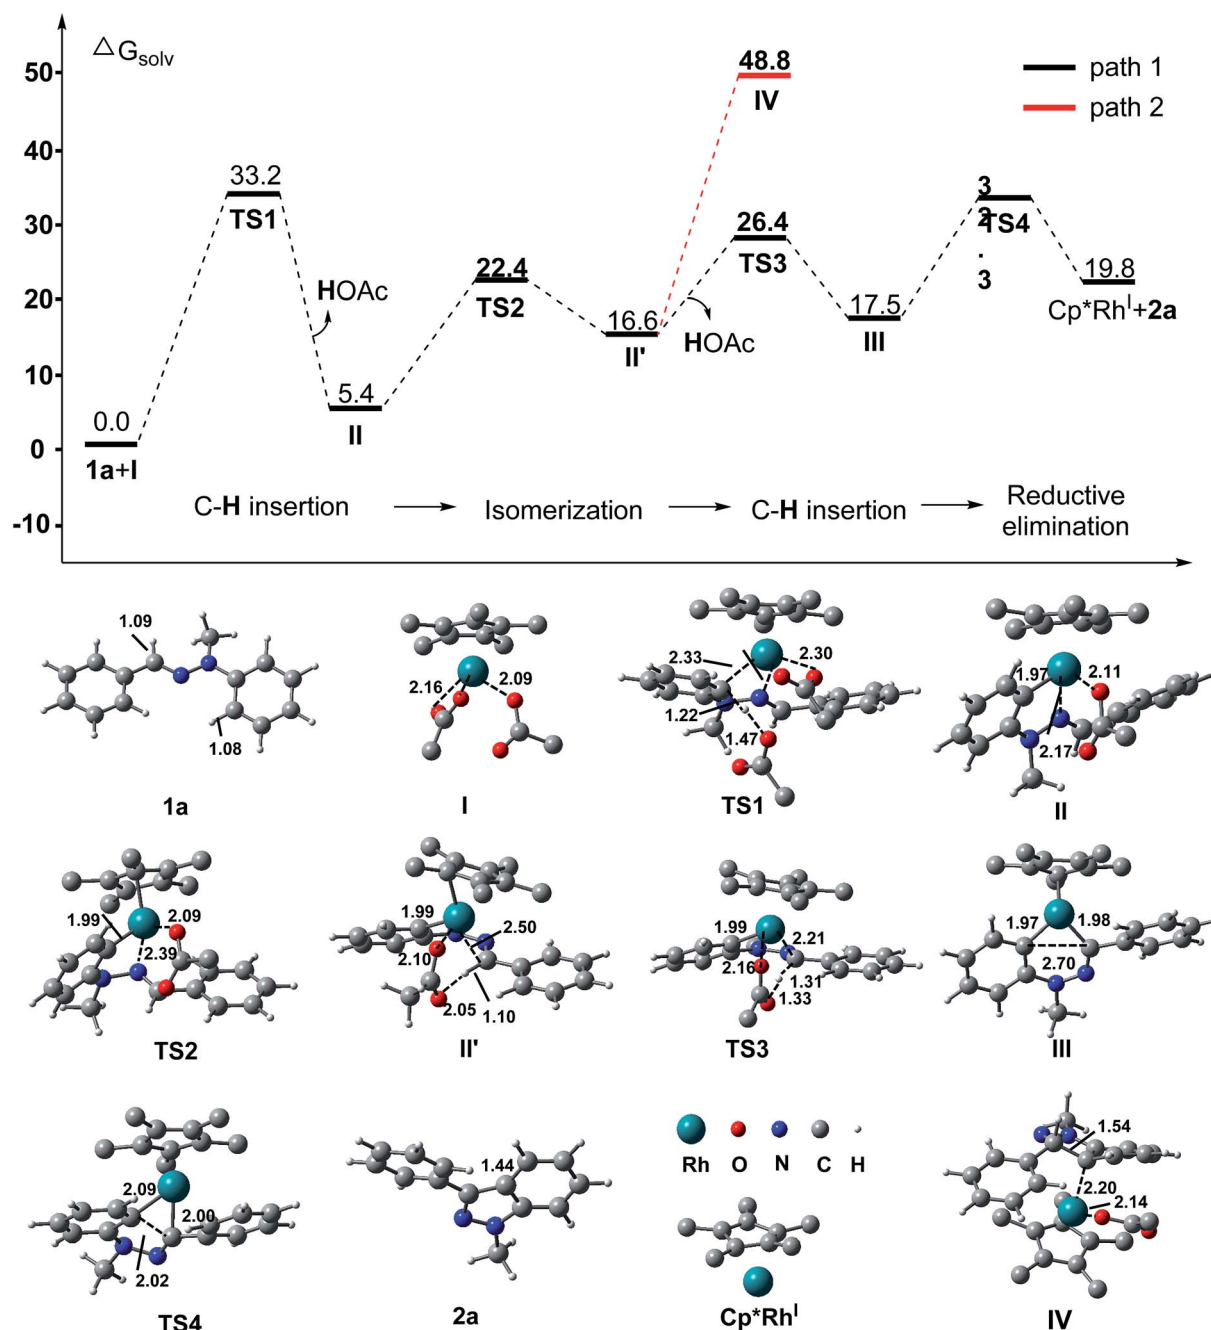 △Gsolv
50
40
30
20
10
0
-10
path 1
path 2
48.8
IV
33.2
TS1
HOAc
22.4
TS2
16.6
II'
26.4
TS3
HOAc
17.5
III
32.3
TS4
19.8
Cp*Rh^I+2a
5.4
II
0.0
1a+I
C-H insertion
Isomerization
C-H insertion
Reductive
elimination
1.09
1.08
1a
2.16
2.09
I
2.33
2.30
1.22
1.47
TS1
1.97
2.11
2.17
II
1.99
2.09
2.39
TS2
1.99
2.50
2.10
2.05
1.10
II'
1.99
2.21
2.16
1.31
1.33
TS3
1.97
1.98
2.70
III
2.09
2.00
2.02
TS4
1.44
2a
Rh O N C H
Cp*Rh^I
1.54
2.20
2.14
IV